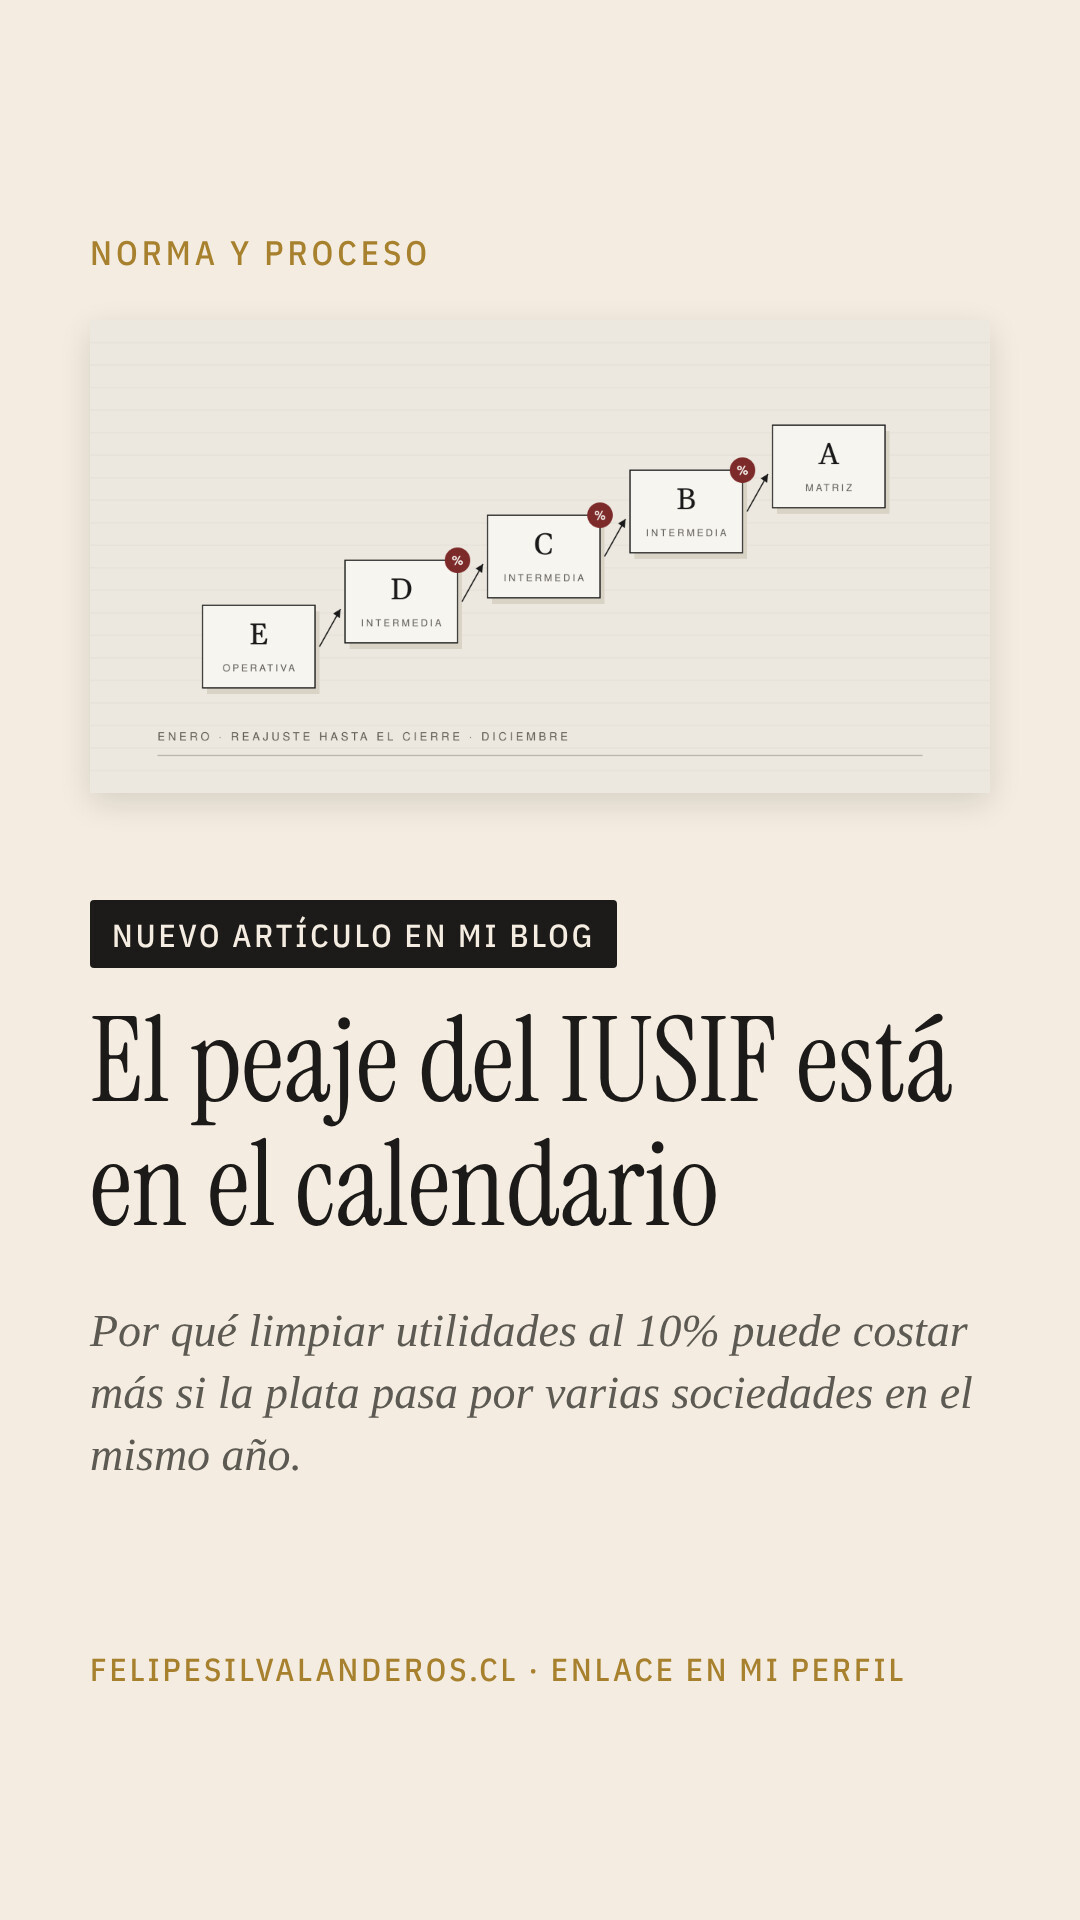 NORMA Y PROCESO
A
MATRIZ
%
B
INTERMEDIA
%
C
INTERMEDIA
%
D
INTERMEDIA
E
OPERATIVA
ENERO · REAJUSTE HASTA EL CIERRE · DICIEMBRE
NUEVO ARTÍCULO EN MI BLOG
El peaje del IUSIF está
en el calendario
Por qué limpiar utilidades al 10% puede costar
más si la plata pasa por varias sociedades en el
mismo año.
FELIPESILVALANDEROS.CL · ENLACE EN MI PERFIL